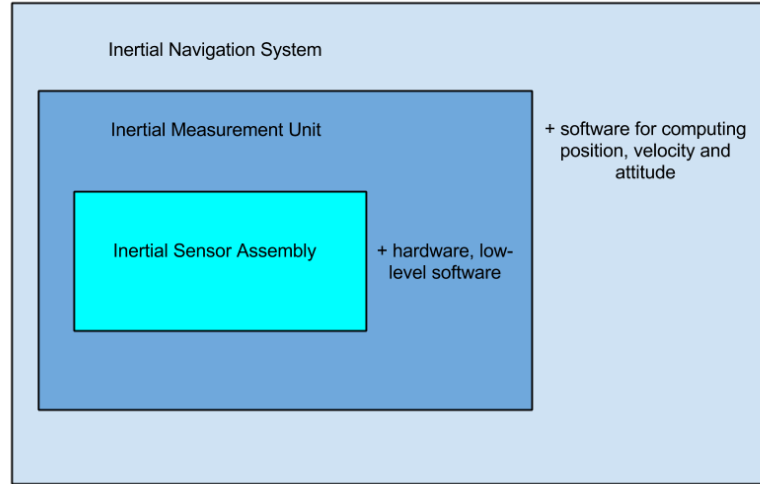 Inertial Navigation System
Inertial Measurement Unit
+ software for computing
position, velocity and
attitude
Inertial Sensor Assembly
+ hardware, low-
level software